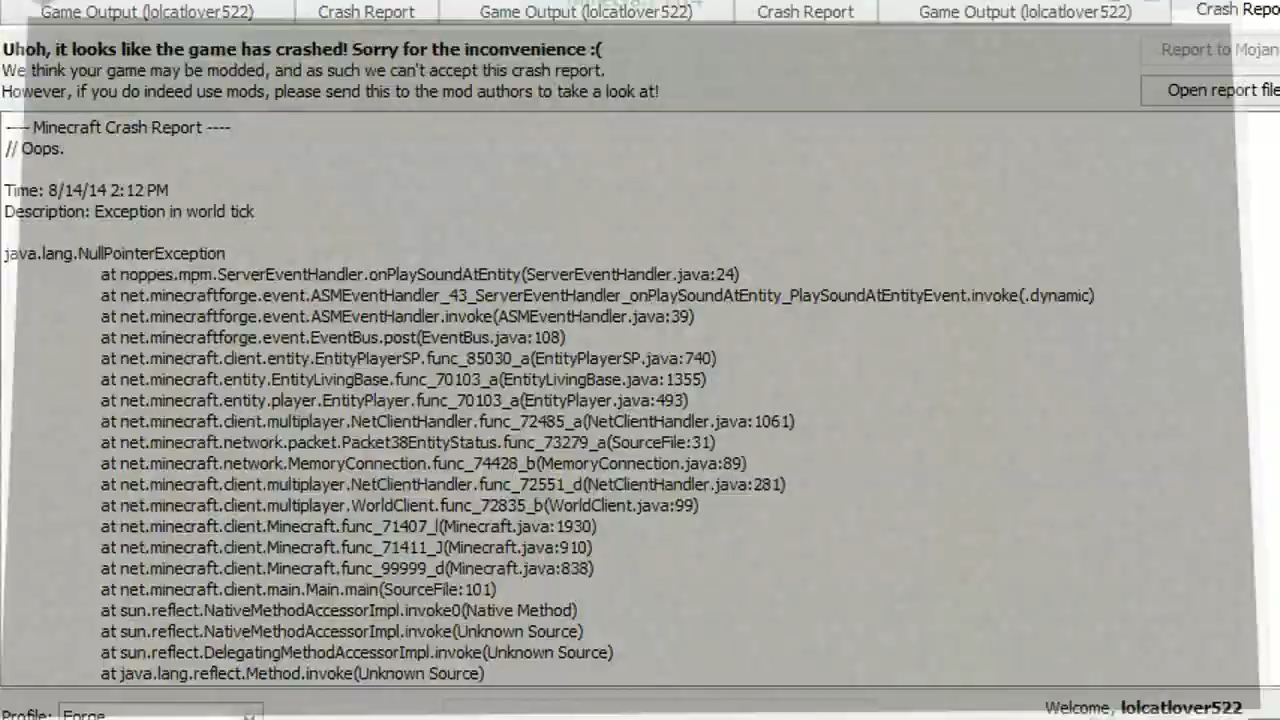 Game Output (lolcatlover522) Crash Report Game Output (lolcatlover522) Crash Report Game Output (lolcatlover522) Crash Repo
Uhoh, it looks like the game has crashed! Sorry for the inconvenience :(
Report to Mojan
We think your game may be modded, and as such we can't accept this crash report.
However, if you do indeed use mods, please send this to the mod authors to take a look at!
Open report file
---- Minecraft Crash Report ----
// Oops.
Time: 8/14/14 2:12 PM
Description: Exception in world tick
java.lang.NullPointerException
at noppes.mpm.ServerEventHandler.onPlaySoundAtEntity(ServerEventHandler.java:24)
at net.minecraftforge.event.ASMEventHandler_43_ServerEventHandler_onPlaySoundAtEntity_PlaySoundAtEntityEvent.invoke(.dynamic)
at net.minecraftforge.event.ASMEventHandler.invoke(ASMEventHandler.java:39)
at net.minecraftforge.event.EventBus.post(EventBus.java:108)
at net.minecraft.client.entity.EntityPlayerSP.func_85030_a(EntityPlayerSP.java:740)
at net.minecraft.entity.EntityLivingBase.func_70103_a(EntityLivingBase.java:1355)
at net.minecraft.entity.player.EntityPlayer.func_70103_a(EntityPlayer.java:493)
at net.minecraft.client.multiplayer.NetClientHandler.func_72485_a(NetClientHandler.java:1061)
at net.minecraft.network.packet.Packet38EntityStatus.func_73279_a(SourceFile:31)
at net.minecraft.network.MemoryConnection.func_74428_b(MemoryConnection.java:89)
at net.minecraft.client.multiplayer.NetClientHandler.func_72551_d(NetClientHandler.java:281)
at net.minecraft.client.multiplayer.WorldClient.func_72835_b(WorldClient.java:99)
at net.minecraft.client.Minecraft.func_71407_l(Minecraft.java:1930)
at net.minecraft.client.Minecraft.func_71411_J(Minecraft.java:910)
at net.minecraft.client.Minecraft.func_99999_d(Minecraft.java:838)
at net.minecraft.client.main.Main.main(SourceFile:101)
at sun.reflect.NativeMethodAccessorImpl.invoke0(Native Method)
at sun.reflect.NativeMethodAccessorImpl.invoke(Unknown Source)
at sun.reflect.DelegatingMethodAccessorImpl.invoke(Unknown Source)
at java.lang.reflect.Method.invoke(Unknown Source)
Profile: Forge
Welcome, lolcatlover522